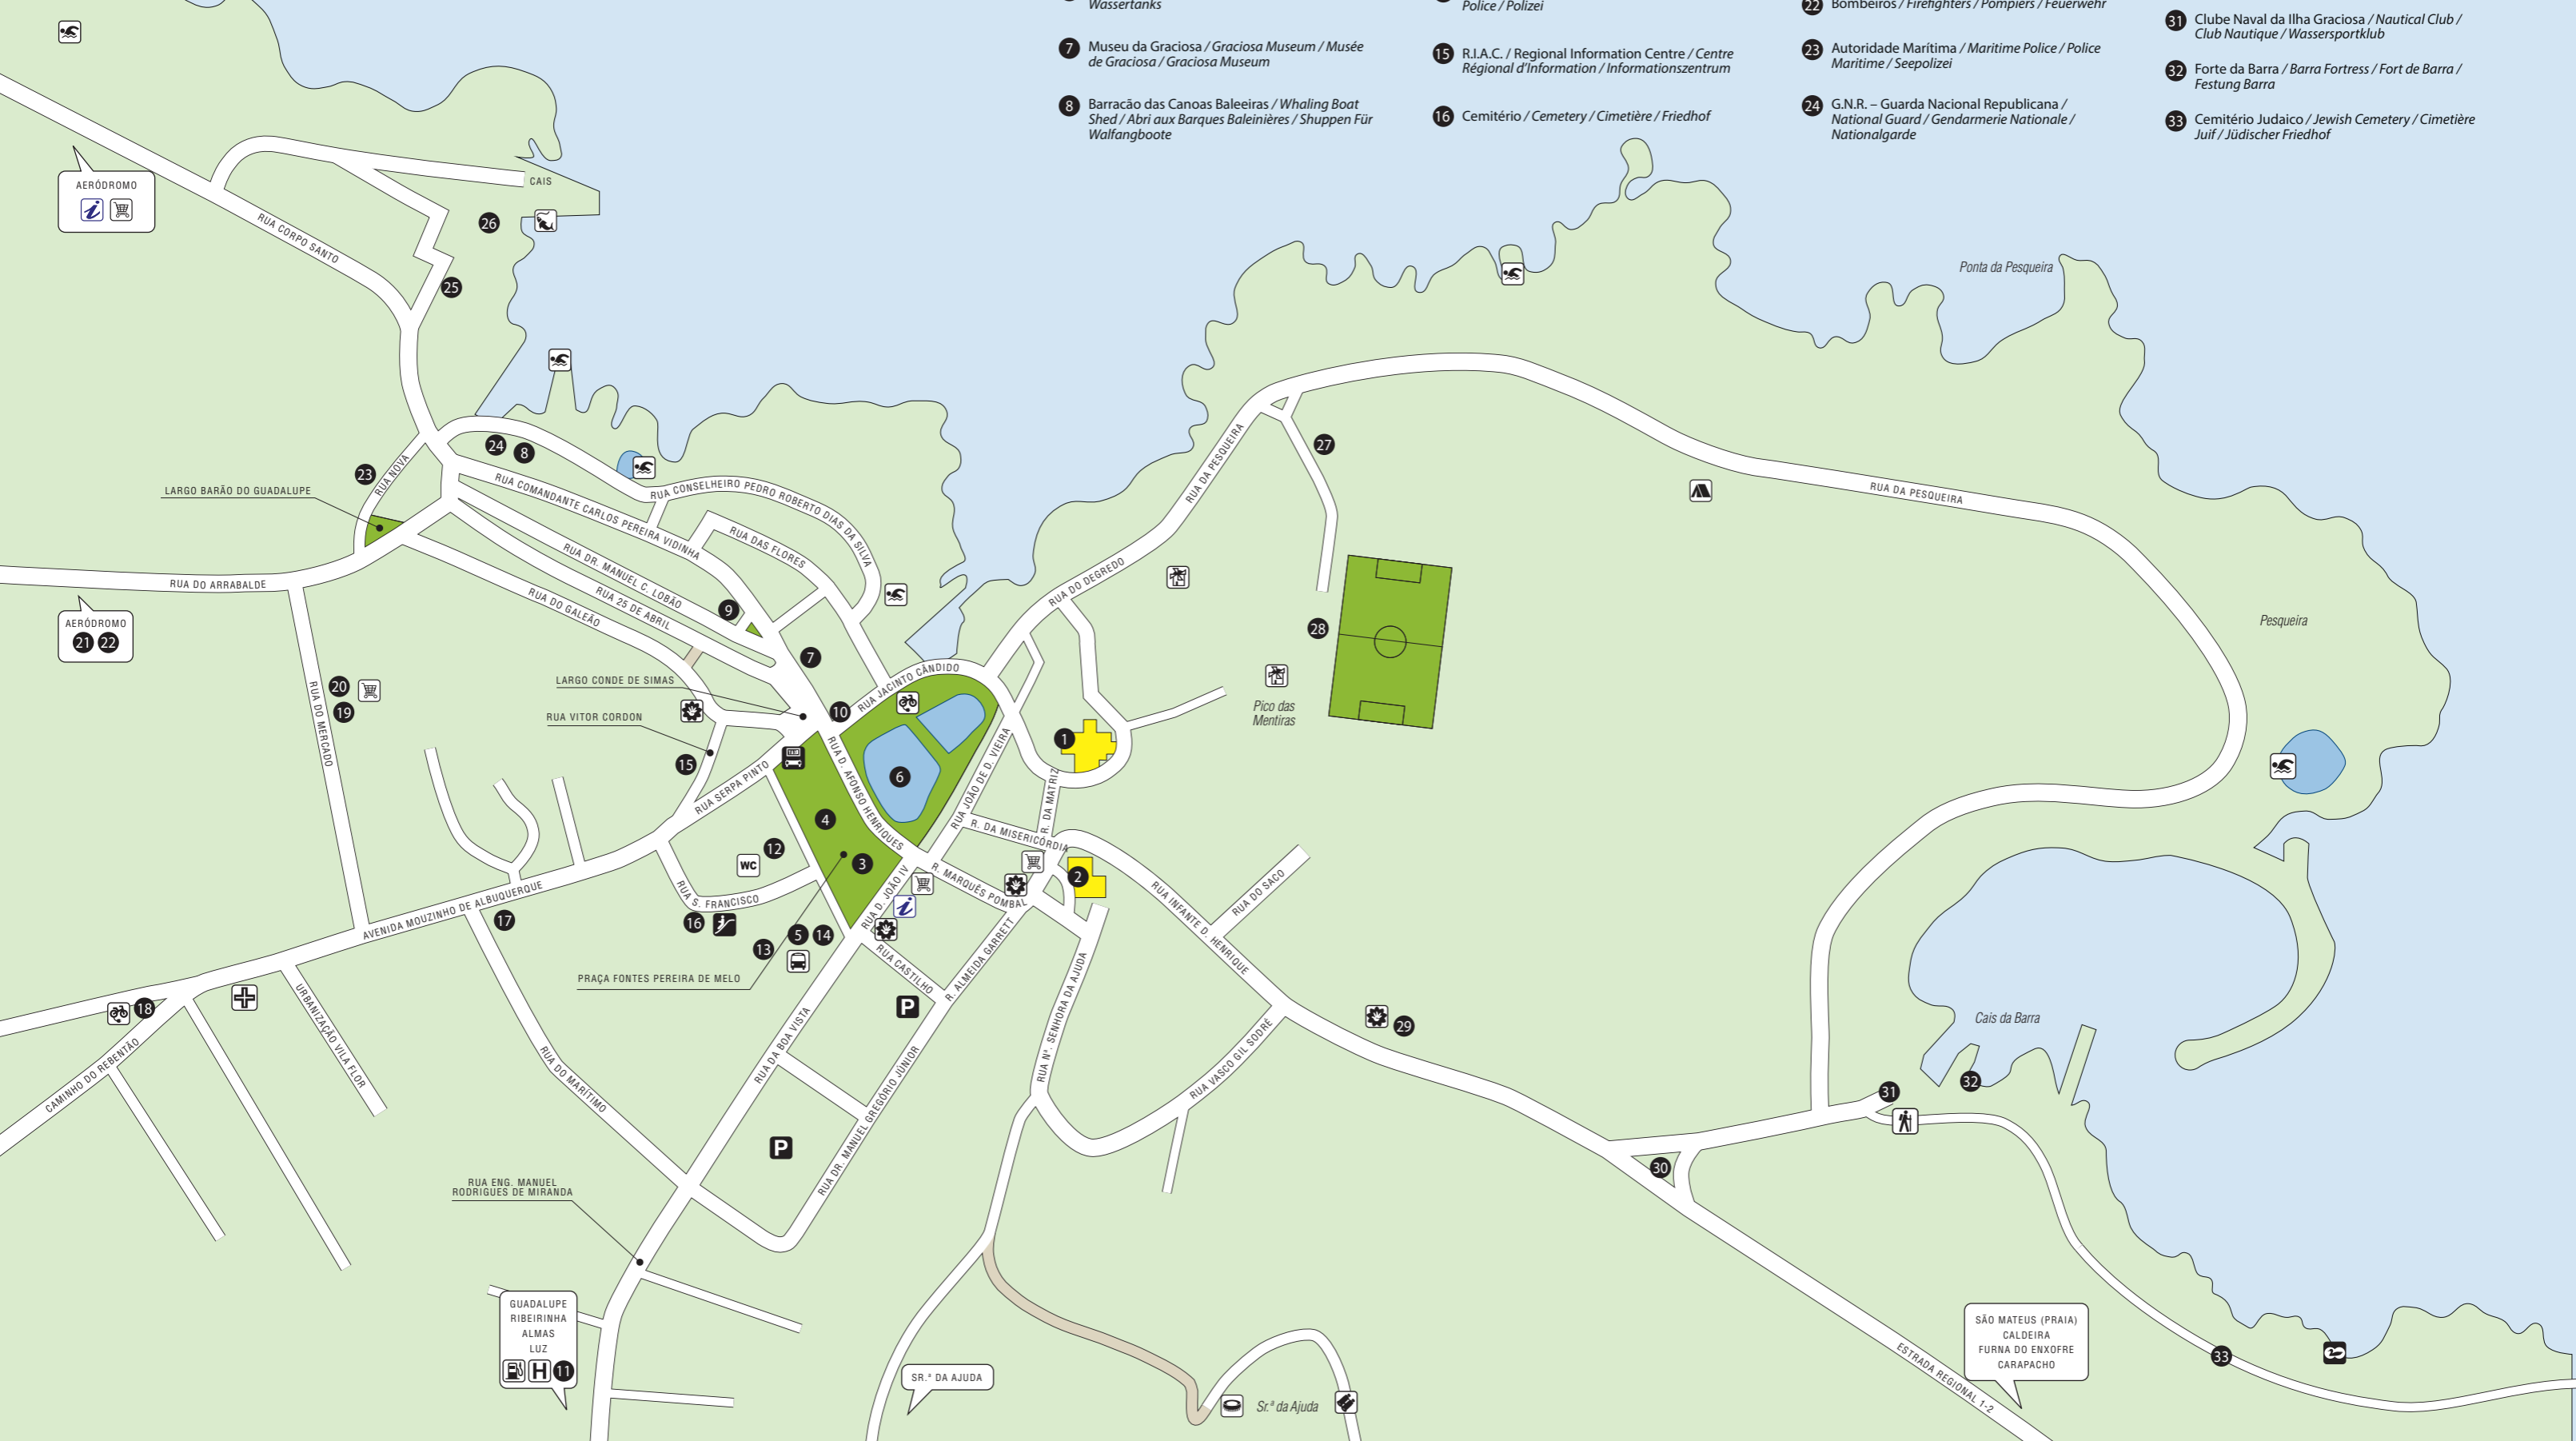 Wassertanks
7 Museu da Graciosa / Graciosa Museum / Musée
de Graciosa / Graciosa Museum
8 Barracão das Canoas Baleeiras / Whaling Boat
Shed / Abri aux Barques Baleinières / Shuppen Für
Walfangboote
Police / Polizei
15 R.I.A.C. / Regional Information Centre / Centre
Régional d'Information / Informationszentrum
16 Cemitério / Cemetery / Cimetière / Friedhof
22 Bombeiros / Firefighters / Pompiers / Feuerwehr
23 Autoridade Marítima / Maritime Police / Police
Maritime / Seepolizei
24 G.N.R. – Guarda Nacional Republicana /
National Guard / Gendarmerie Nationale /
Nationalgarde
31 Clube Naval da Ilha Graciosa / Nautical Club /
Club Nautique / Wassersportklub
32 Forte da Barra / Barra Fortress / Fort de Barra /
Festung Barra
33 Cemitério Judaico / Jewish Cemetery / Cimetière
Juif / Jüdischer Friedhof
AERÓDROMO
i
CAIS
26
RUA CORPO SANTO
25
Ponta da Pesqueira
24
8
23
RUA NOVA
LARGO BARÃO DO GUADALUPE
27
RUA DA PESQUEIRA
RUA DA PESQUEIRA
RUA CONSELHEIRO PEDRO ROBERTO DIAS DA SILVA
RUA COMANDANTE CARLOS PEREIRA VIDINHA
RUA DAS FLORES
RUA DR. MANUEL C. LOBÃO
RUA 25 DE ABRIL
RUA DO GALEÃO
RUA DO ARRABALDE
RUA DO DEGREDO
9
AERÓDROMO
21 22
28
Pesqueira
7
LARGO CONDE DE SIMAS
RUA JACINTO CÂNDIDO
20
19
RUA DO MERCADO
10
Pico das
Mentiras
RUA VITOR CORDON
1
15
6
RUA SERPA PINTO
RUA D. AFONSO HENRIQUES
RUA JOÃO DE D. VIEIRA
R. DA MATRIZ
4
R. DA MISERICÓRDIA
12
WC
3
2
R. MARQUÊS POMBAL
RUA D. JOÃO IV
i
RUA S. FRANCISCO
RUA INFANTE D. HENRIQUE
RUA DO SACO
AVENIDA MOUZINHO DE ALBUQUERQUE
17
16
5
14
13
RUA CASTILHO
R. ALMEIDA GARRETT
PRAÇA FONTES PEREIRA DE MELO
RUA Nª. SENHORA DA AJUDA
P
18
29
Cais da Barra
URBANIZAÇÃO VILA FLOR
CAMINHO DO REBENTÃO
RUA DO MARÍTIMO
RUA DA BOA VISTA
RUA DR. MANUEL GREGÓRIO JÚNIOR
RUA VASCO GIL SODRÉ
31
32
P
30
RUA ENG. MANUEL
RODRIGUES DE MIRANDA
GUADALUPE
RIBEIRINHA
ALMAS
LUZ
H 11
SR.ª DA AJUDA
Sr.ª da Ajuda
SÃO MATEUS (PRAIA)
CALDEIRA
FURNA DO ENXOFRE
CARAPACHO
ESTRADA REGIONAL 1-2
33